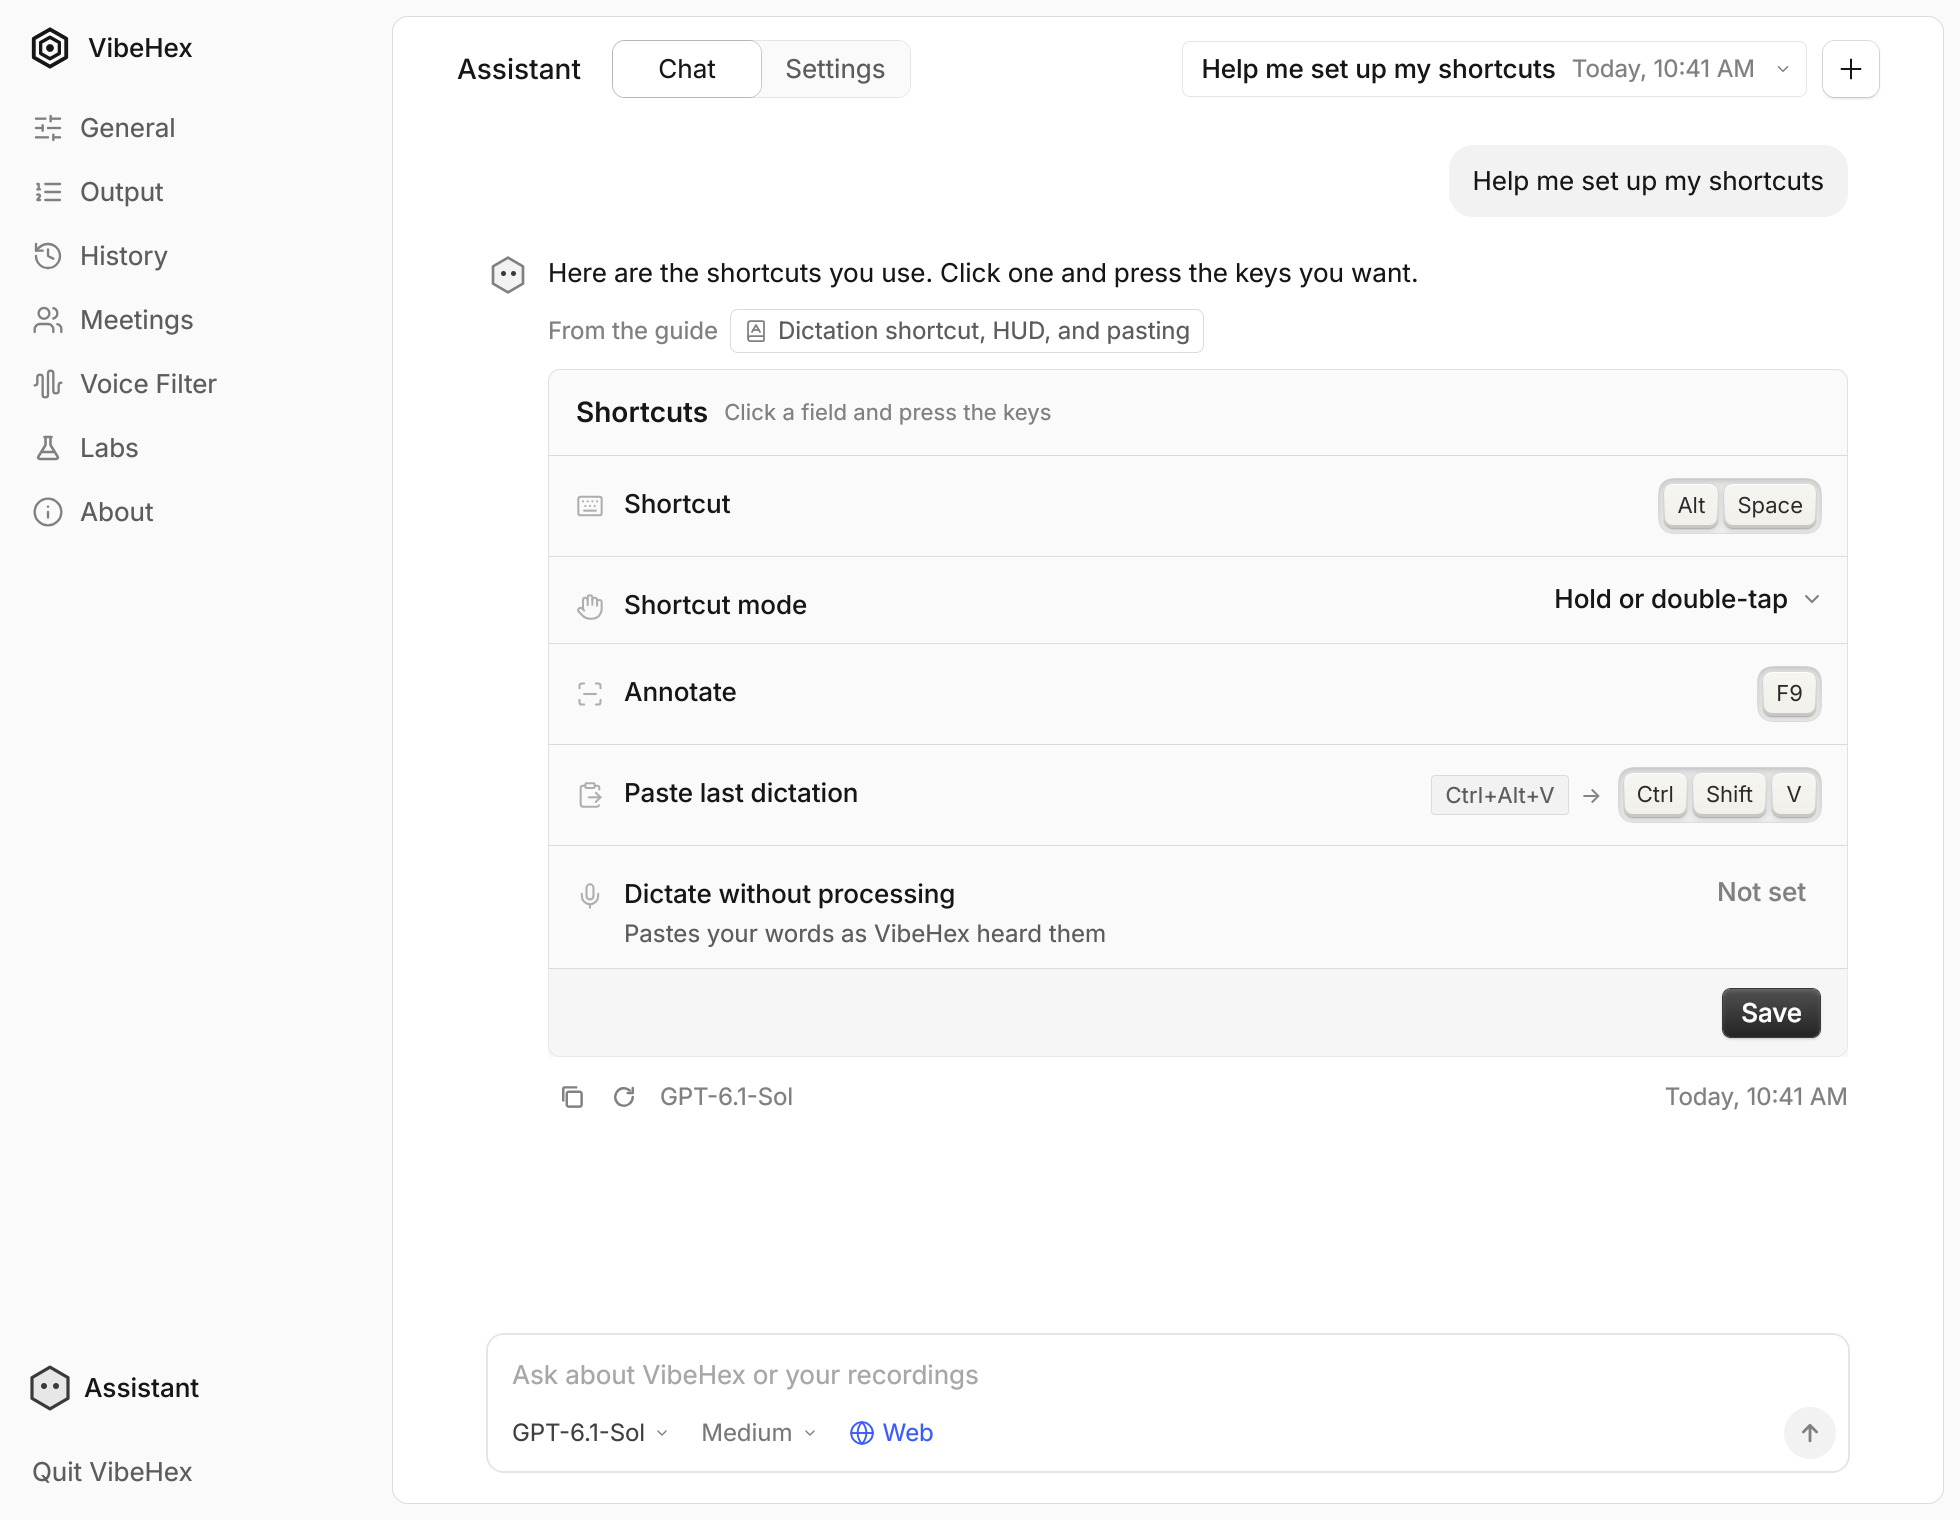 VibeHex
General
Output
History
Meetings
Voice Filter
Labs
About
Assistant
Quit VibeHex
Assistant Chat Settings
Help me set up my shortcuts Today, 10:41 AM
Help me set up my shortcuts
Here are the shortcuts you use. Click one and press the keys you want.
From the guide Dictation shortcut, HUD, and pasting
Shortcuts Click a field and press the keys
Shortcut Alt Space
Shortcut mode Hold or double-tap
Annotate F9
Paste last dictation Ctrl+Alt+V → Ctrl Shift V
Dictate without processing Not set
Pastes your words as VibeHex heard them
Save
GPT-6.1-Sol Today, 10:41 AM
Ask about VibeHex or your recordings
GPT-6.1-Sol Medium Web